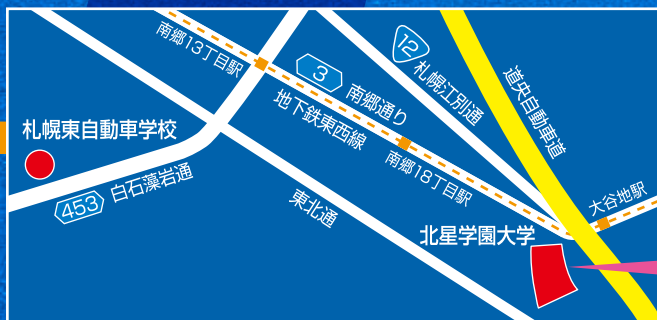 南郷13丁目駅
3
南郷通り
12
札幌江別通
道央自動車道
札幌東自動車学校
地下鉄東西線
南郷18丁目駅
453
白石藻岩通
東北通
大谷地駅
北星学園大学